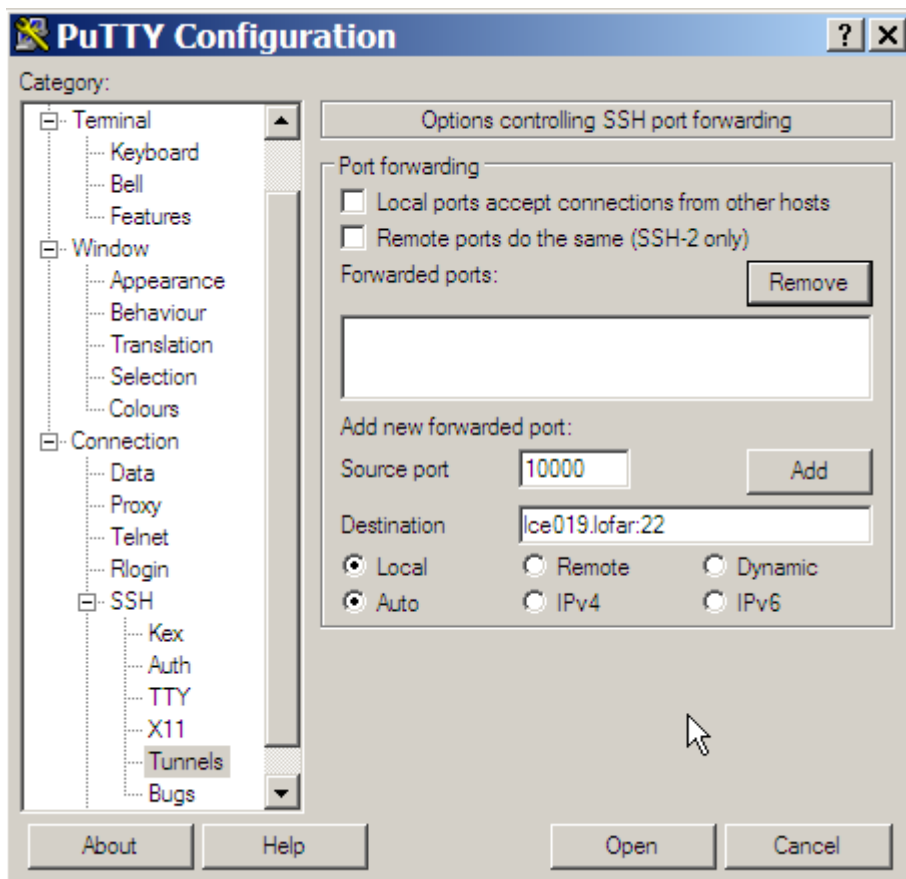 PuTTY Configuration
Category:
Terminal
Keyboard
Bell
Features
Window
Appearance
Behaviour
Translation
Selection
Colours
Connection
Data
Proxy
Telnet
Rlogin
SSH
Kex
Auth
TTY
X11
Tunnels
Bugs
Options controlling SSH port forwarding
Port forwarding
Local ports accept connections from other hosts
Remote ports do the same (SSH-2 only)
Forwarded ports:
Remove
Add new forwarded port:
Source port 10000 Add
Destination lce019.lofar:22
Local Remote Dynamic
Auto IPv4 IPv6
About Help Open Cancel